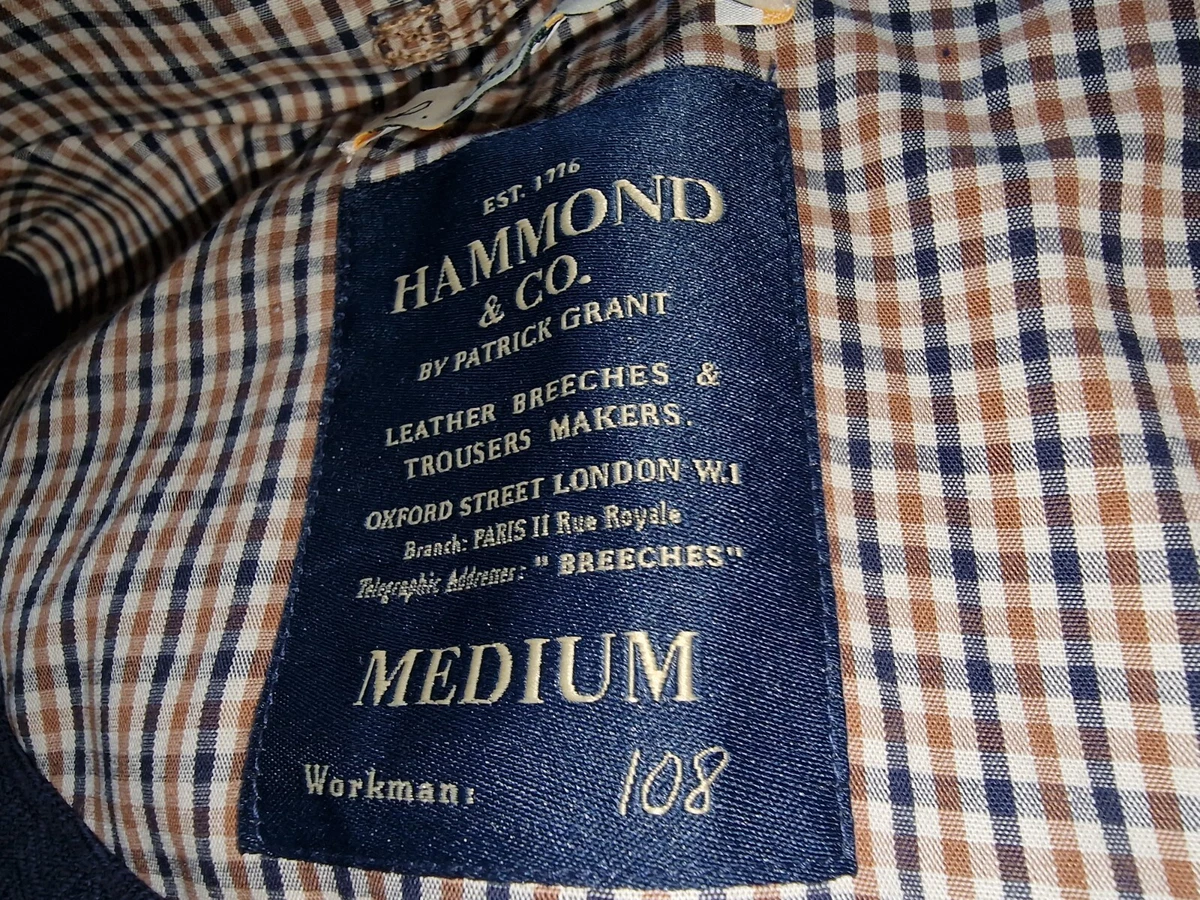 EST. 1776
HAMMOND
& CO.
BY PATRICK GRANT
LEATHER BREECHES &
TROUSERS MAKERS.
OXFORD STREET LONDON W.1
Branch: PARIS II Rue Royale
Telegraphic Addresses: "BREECHES"
MEDIUM
Workman: 108